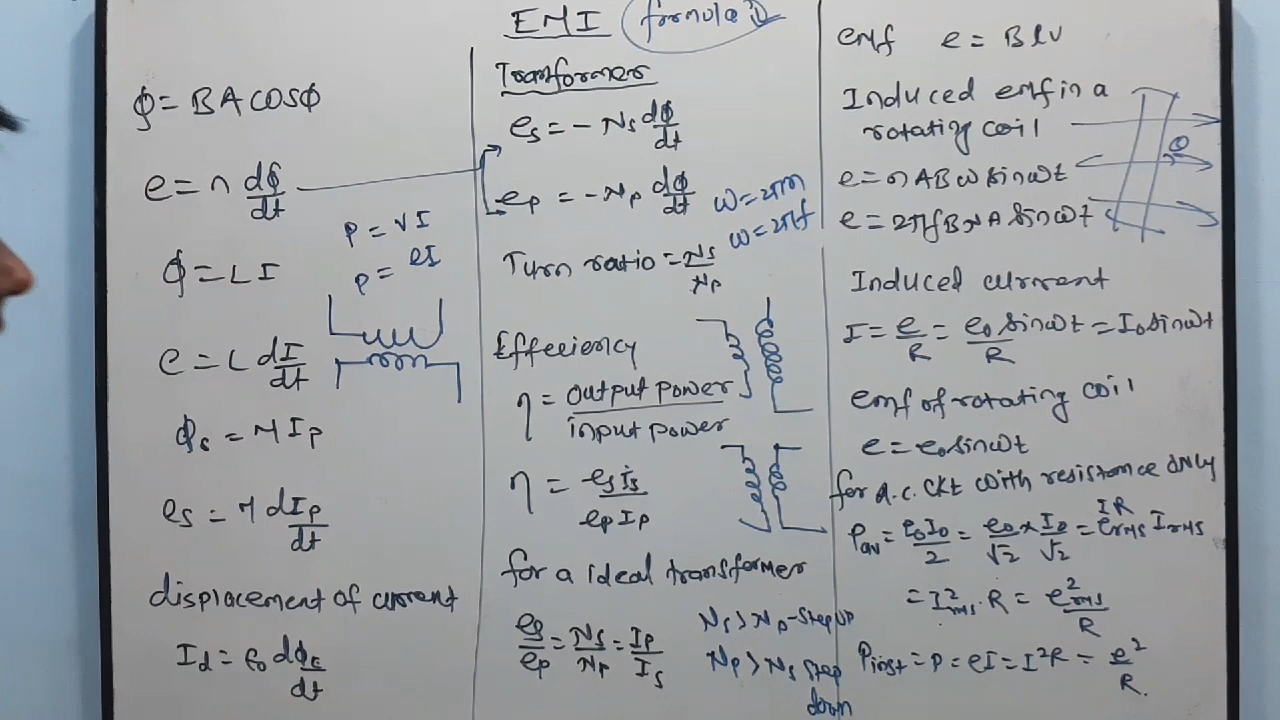 EMI formula
ϕ = BA cosϕ
e = n dϕ/dt
P = VI
P = eI
ϕ = LI
e = L dI/dt
ϕs = M Ip
es = M dIp/dt
displacement of current
Id = ε0 dϕE/dt
Tranformer
es = - Ns dϕ/dt
ep = - Np dϕ/dt
ω = 2πn
ω = 2πf
Turn ratio = Ns/Np
Effeciency
η = output power / input power
η = es is / ep Ip
for a ideal transformer
es/ep = Ns/Np = Ip/Is
Ns > Np - Step up
Np > Ns step
down
emf e = Blv
Induced emf in a
rotating coil
θ
e = nABω sinωt
e = 2πfBNA sinωt
Induced current
I = e/R = e0 sinωt/R = I0 sinωt
emf of rotating coil
e = e0 sinωt
for a.c. ckt with resistance only
IR
Pav = e0I0/2 = e0/√2 × I0/√2 = erms Irms
= I²rms . R = e²rms/R
Pinst = P = eI = I²R = e²/R.